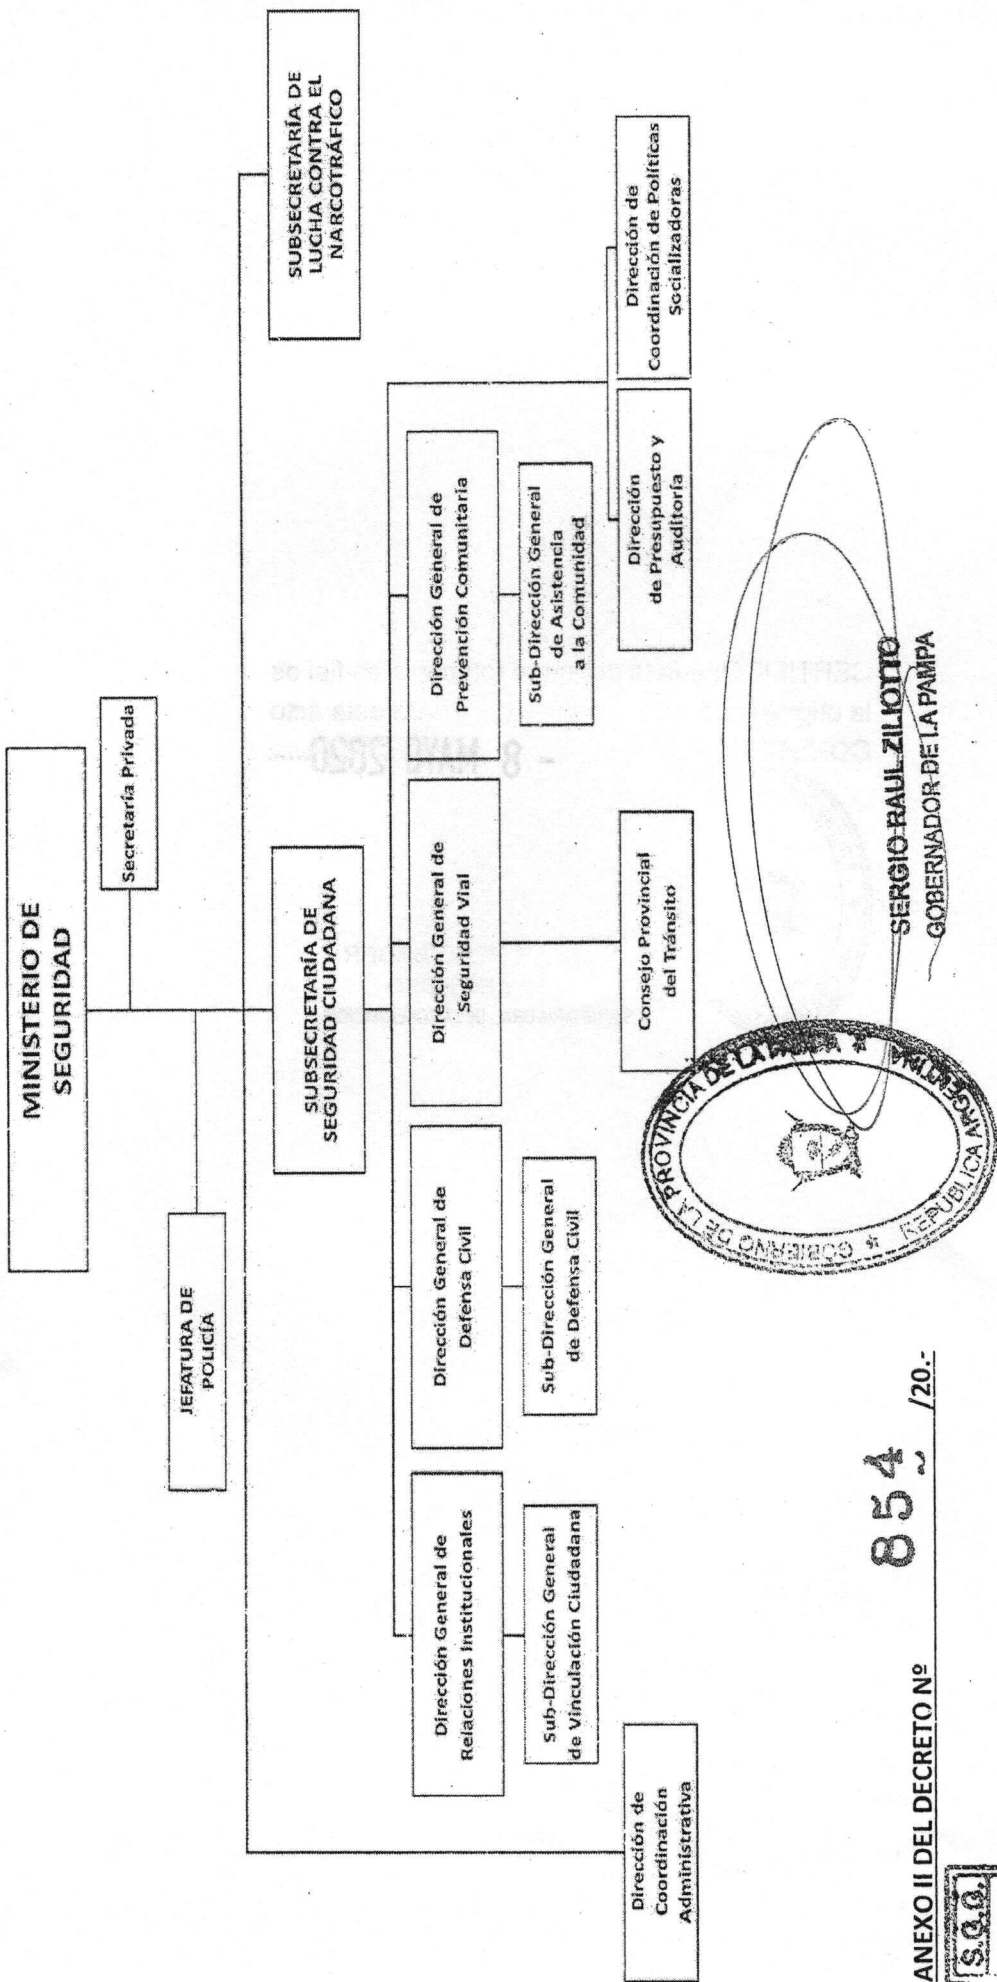 MINISTERIO DE
SEGURIDAD
Secretaría Privada
JEFATURA DE
POLICÍA
SUBSECRETARÍA DE
SEGURIDAD CIUDADANA
SUBSECRETARÍA DE
LUCHA CONTRA EL
NARCOTRÁFICO
Dirección General de
Relaciones Institucionales
Dirección General de
Defensa Civil
Dirección General de
Seguridad Vial
Dirección General de
Prevención Comunitaria
Sub-Dirección General
de Vinculación Ciudadana
Sub-Dirección General
de Defensa Civil
Sub-Dirección General
de Asistencia
a la Comunidad
Dirección de
Coordinación
Administrativa
Consejo Provincial
del Tránsito
Dirección
de Presupuesto y
Auditoría
Dirección de
Coordinación de Políticas
Socializadoras
GOBIERNO DE LA PROVINCIA DE LA PAMPA * REPÚBLICA ARGENTINA *
SERGIO RAUL ZILIOTTO
GOBERNADOR DE LA PAMPA
ANEXO II DEL DECRETO Nº 854 /20.-
S.G.G.
- 8 MAYO 2020